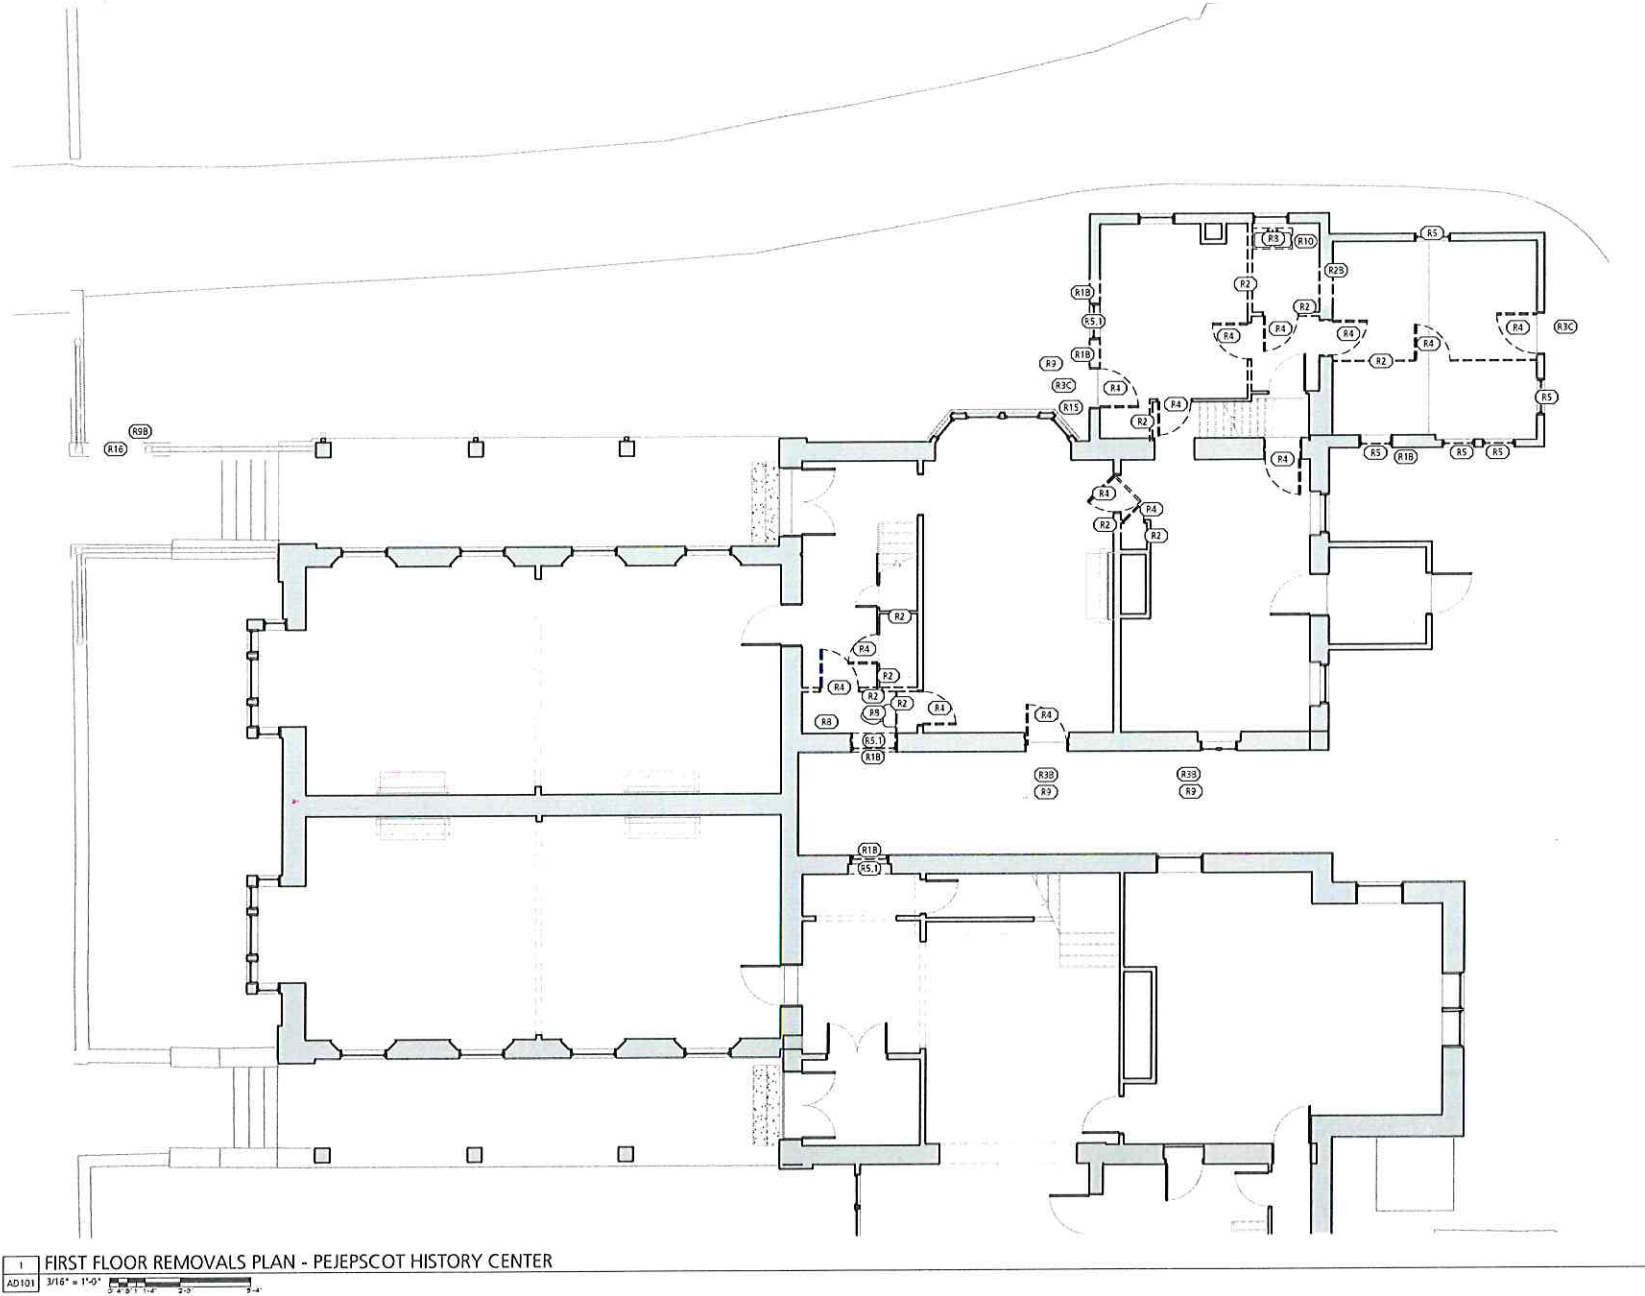 R5
R8
R10
R2B
R2
R1B
R2
R5.1
R4
R4
R4
R4
R4
R3C
R1B
R2
R9
R3C
R4
R5
R15
R4
R2
R9B
R16
R5
R1B
R5
R5
R4
R4
R4
R2
R2
R2
R4
R2
R4
R2
R2
R4
R8
R8
R4
R5.1
R1B
R3B
R3B
R9
R9
R1B
R5.1
1
FIRST FLOOR REMOVALS PLAN - PEJEPSCOT HISTORY CENTER
AD101
3/16" = 1'-0"